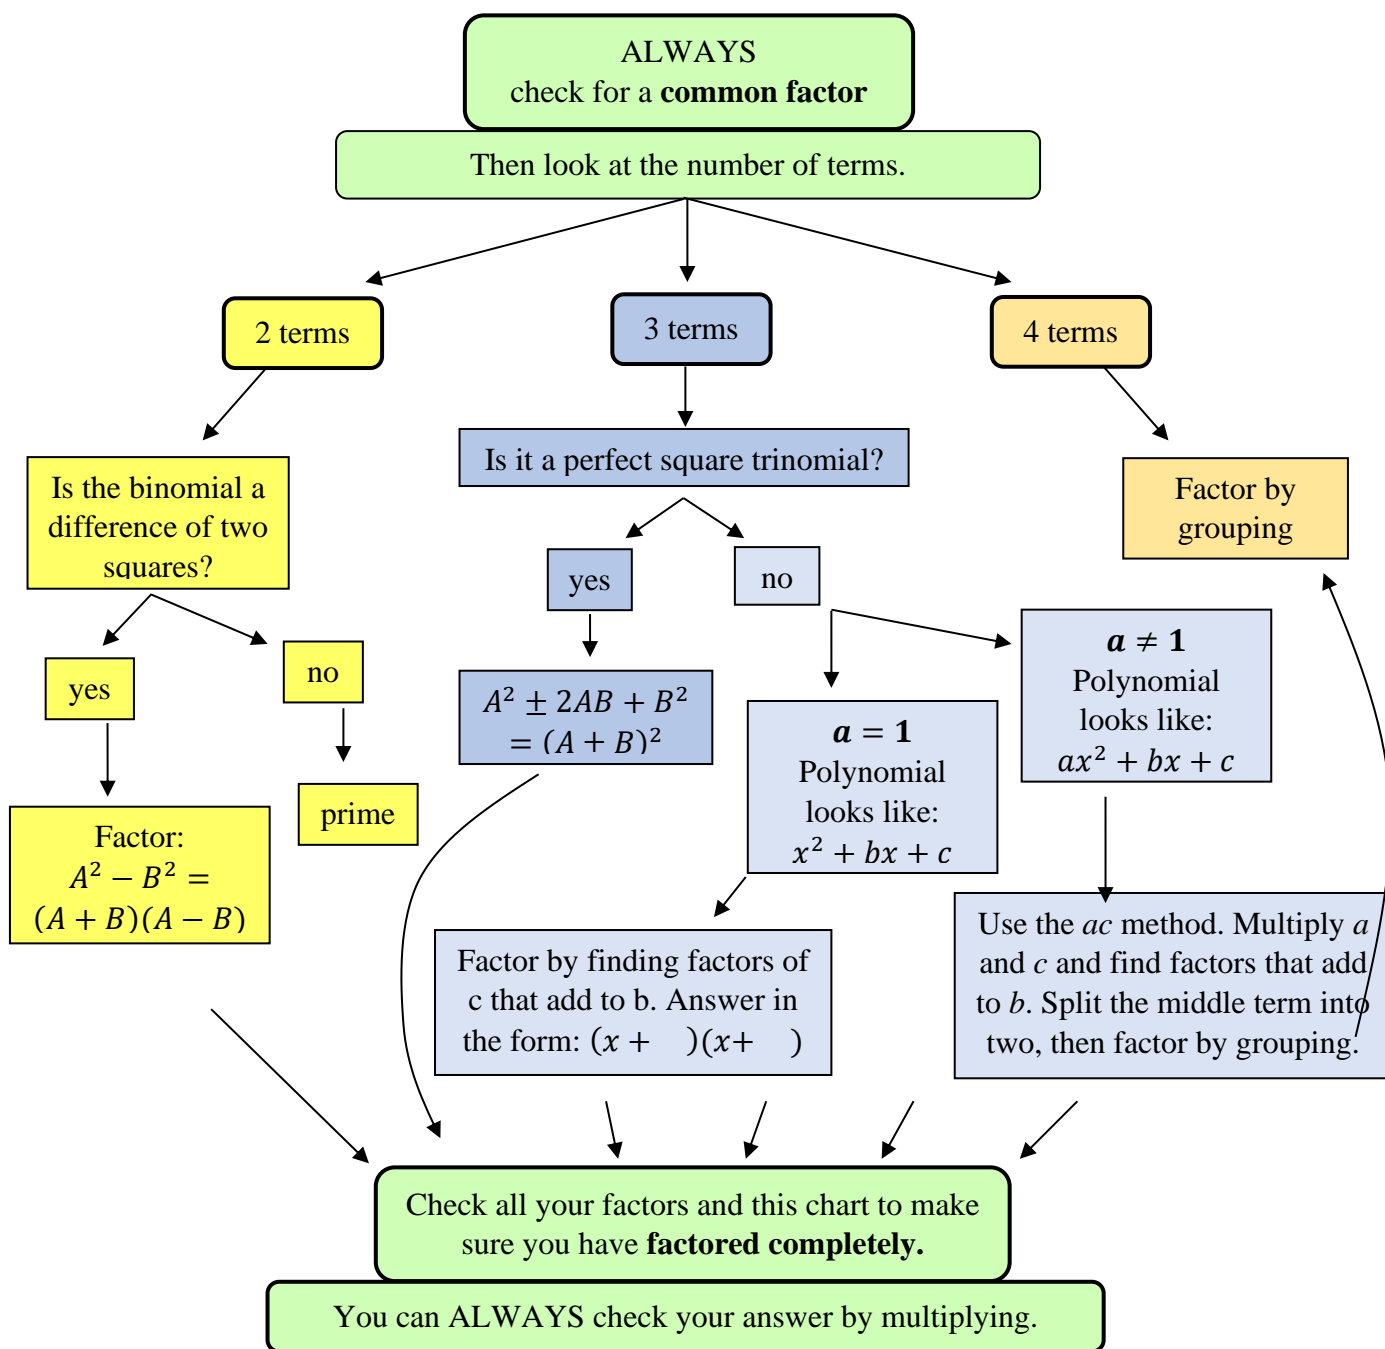 ALWAYS
check for a common factor
Then look at the number of terms.
2 terms
3 terms
4 terms
Is the binomial a
difference of two
squares?
yes
no
Factor:
A² − B² =
(A + B)(A − B)
prime
Is it a perfect square trinomial?
yes
no
A² ± 2AB + B²
= (A + B)²
a = 1
Polynomial
looks like:
x² + bx + c
a ≠ 1
Polynomial
looks like:
ax² + bx + c
Factor by
grouping
Factor by finding factors of
c that add to b. Answer in
the form: (x +   )(x+   )
Use the ac method. Multiply a
and c and find factors that add
to b. Split the middle term into
two, then factor by grouping.
Check all your factors and this chart to make
sure you have factored completely.
You can ALWAYS check your answer by multiplying.